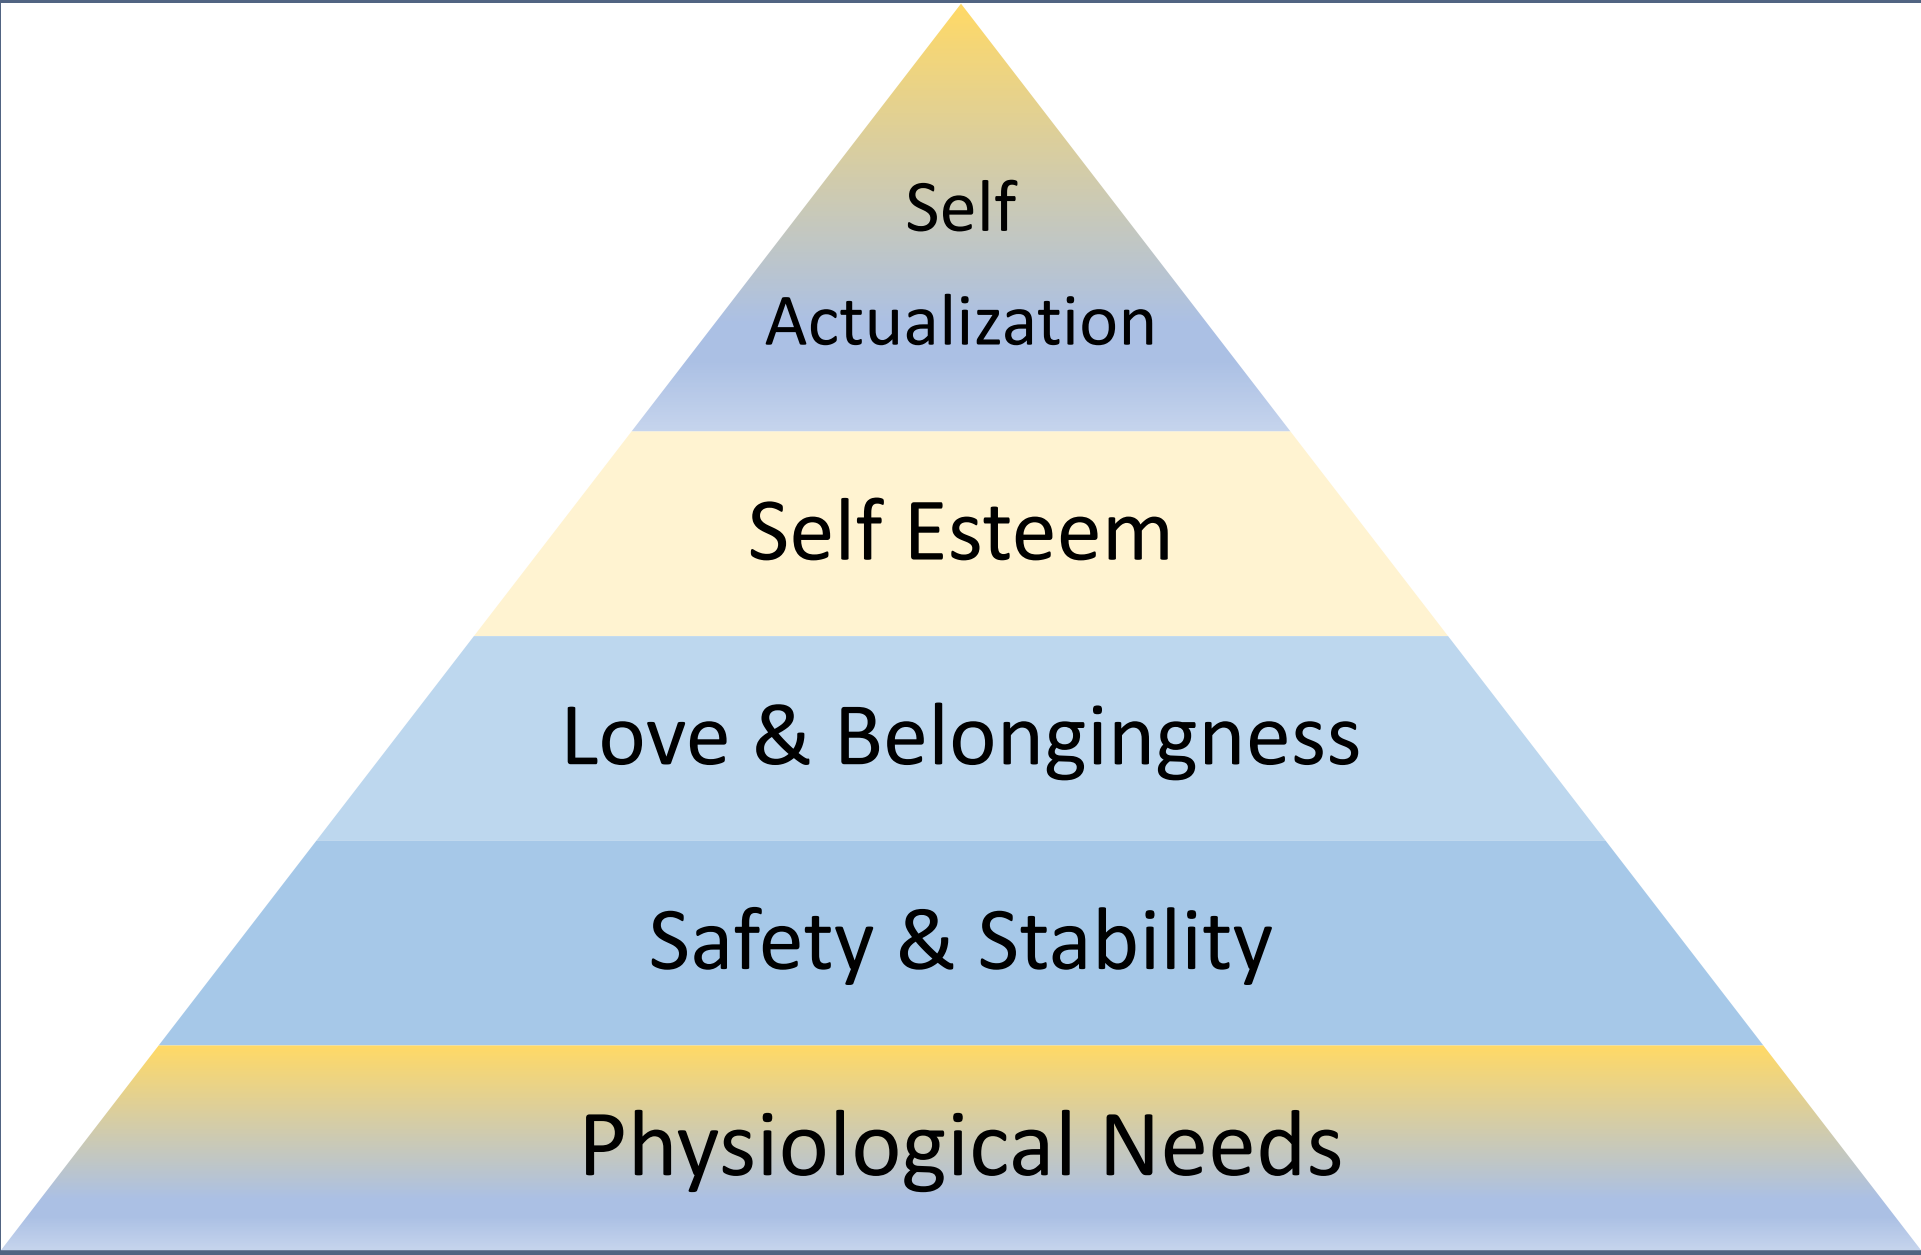 Self
Actualization
Self Esteem
Love & Belongingness
Safety & Stability
Physiological Needs